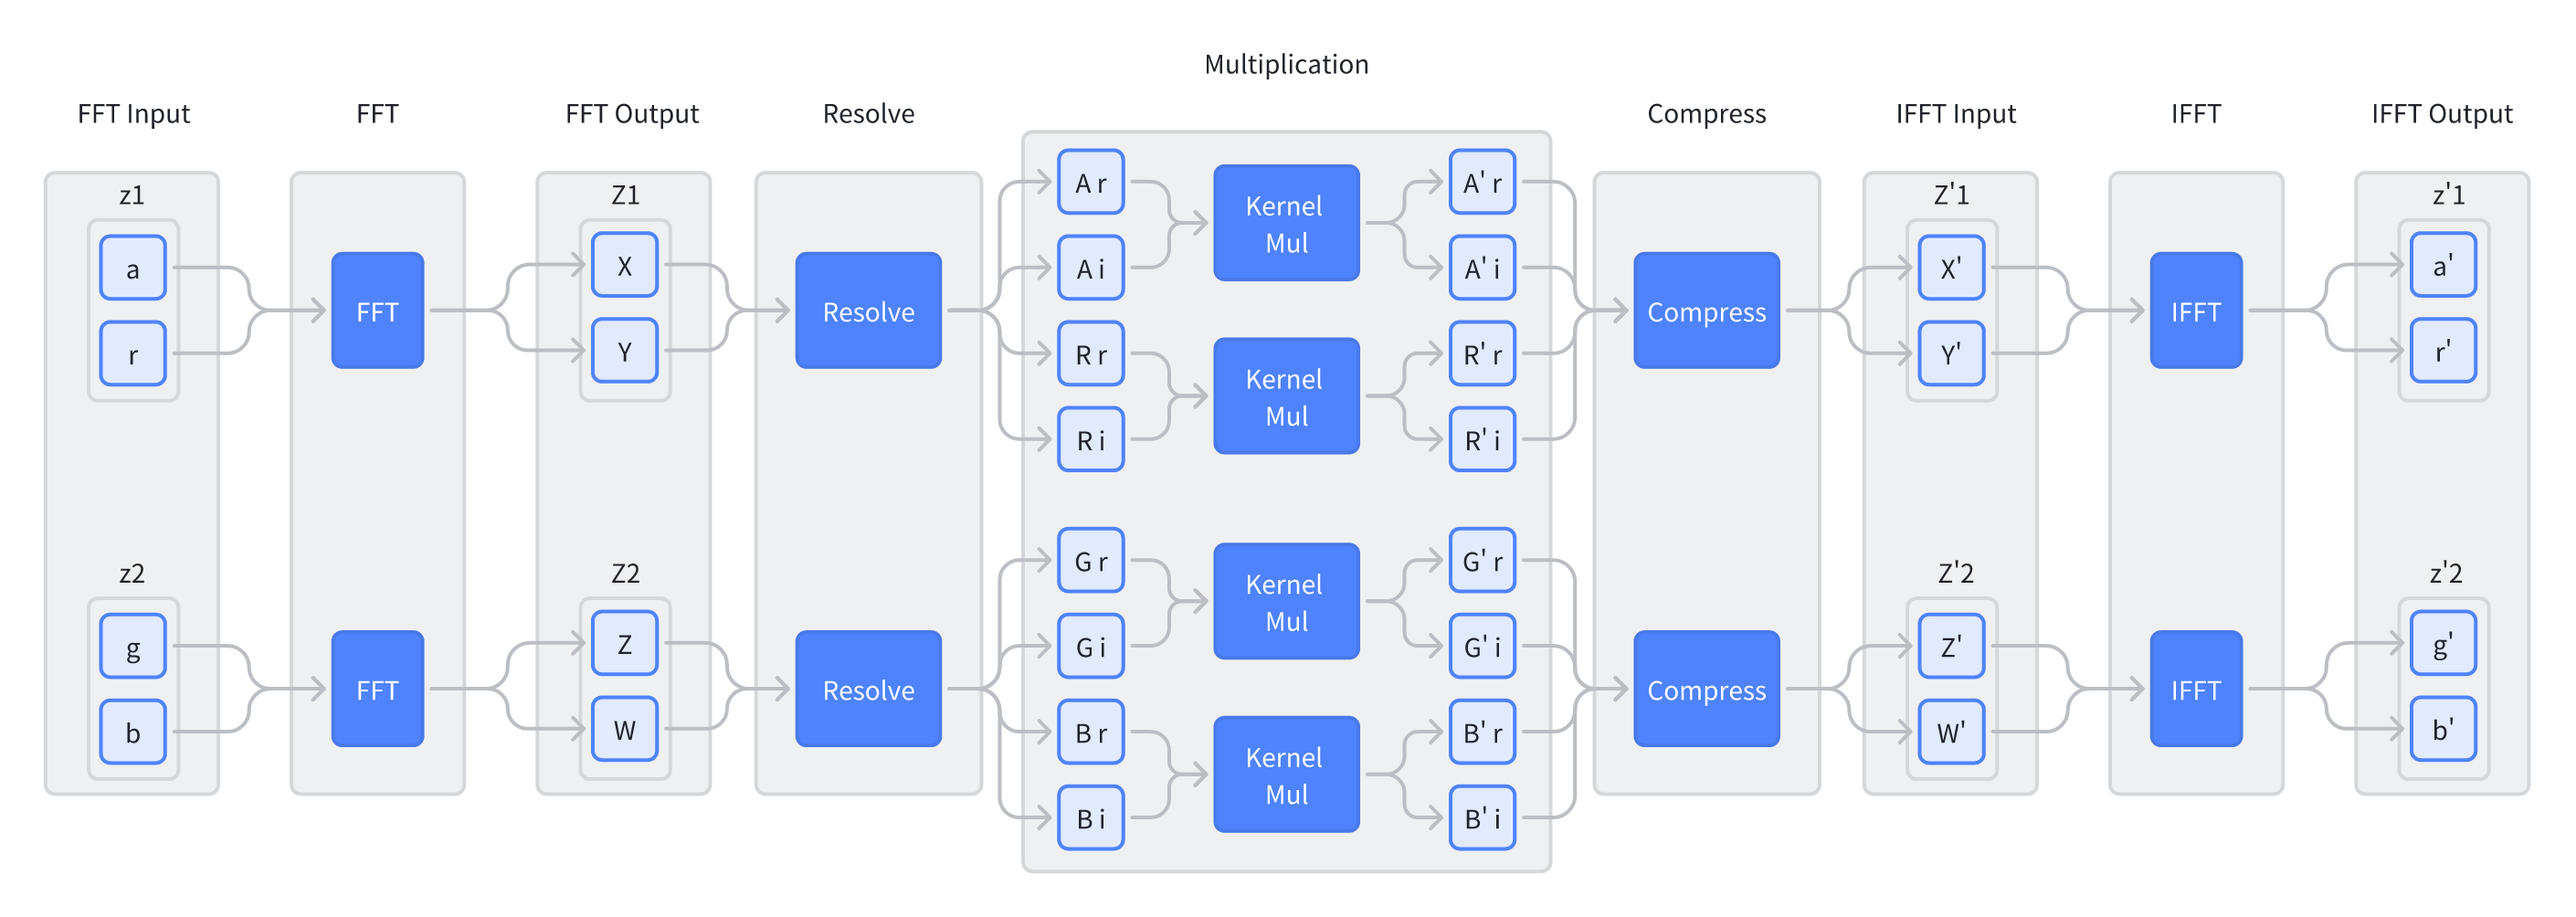 Multiplication
FFT Input
FFT
FFT Output
Resolve
Compress
IFFT Input
IFFT
IFFT Output
z1
a
r
z2
g
b
FFT
FFT
Z1
X
Y
Z2
Z
W
Resolve
Resolve
A r
A i
R r
R i
G r
G i
B r
B i
Kernel
Mul
Kernel
Mul
Kernel
Mul
Kernel
Mul
A' r
A' i
R' r
R' i
G' r
G' i
B' r
B' i
Compress
Compress
Z'1
X'
Y'
Z'2
Z'
W'
IFFT
IFFT
z'1
a'
r'
z'2
g'
b'